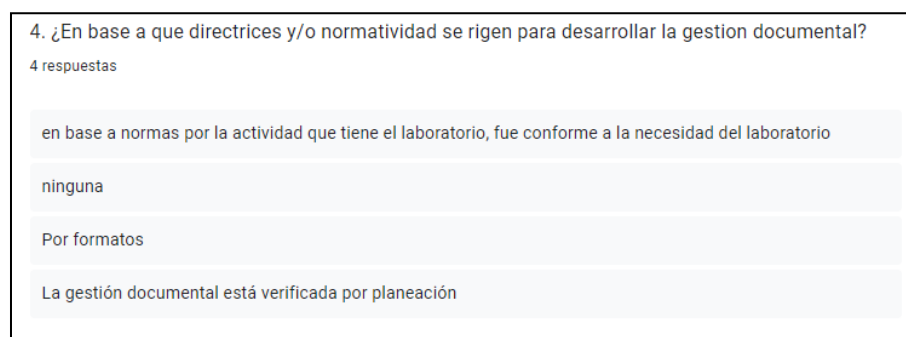 4. ¿En base a que directrices y/o normatividad se rigen para desarrollar la gestion documental?
4 respuestas
en base a normas por la actividad que tiene el laboratorio, fue conforme a la necesidad del laboratorio
ninguna
Por formatos
La gestión documental está verificada por planeación